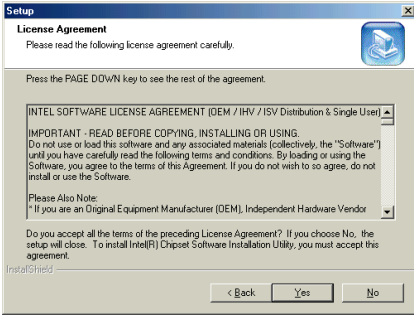 Setup
License Agreement
Please read the following license agreement carefully.
Press the PAGE DOWN key to see the rest of the agreement.
INTEL SOFTWARE LICENSE AGREEMENT (OEM / IHV / ISV Distribution & Single User)
IMPORTANT - READ BEFORE COPYING, INSTALLING OR USING.
Do not use or load this software and any associated materials (collectively, the "Software")
until you have carefully read the following terms and conditions. By loading or using the
Software, you agree to the terms of this Agreement. If you do not wish to so agree, do not
install or use the Software.
Please Also Note:
* If you are an Original Equipment Manufacturer (OEM), Independent Hardware Vendor
Do you accept all the terms of the preceding License Agreement? If you choose No, the
setup will close. To install Intel(R) Chipset Software Installation Utility, you must accept this
agreement.
InstallShield
< Back
Yes
No